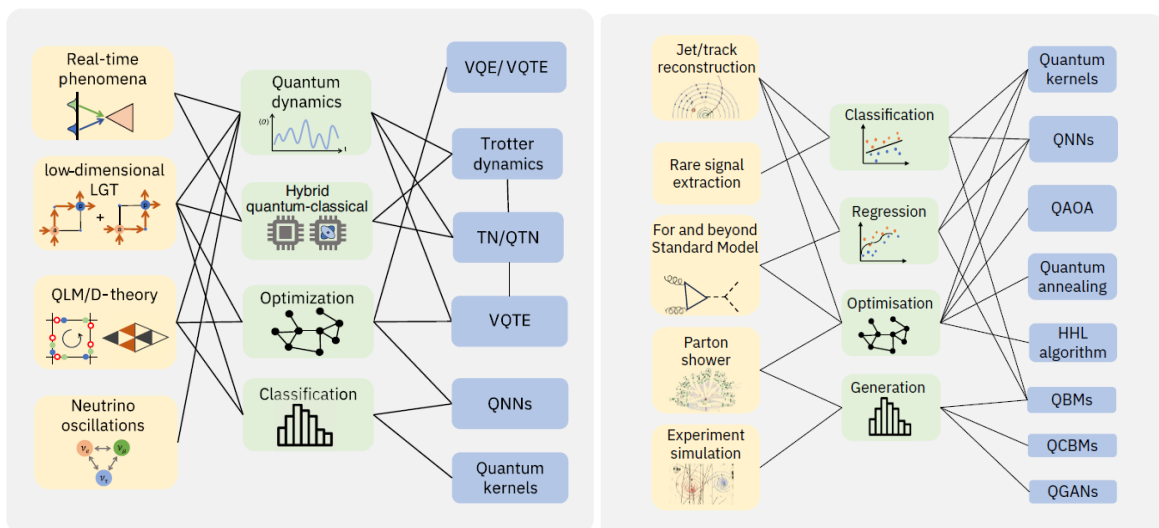 Real-time
phenomena
low-dimensional
LGT
+
QLM/D-theory
Neutrino
oscillations
νe
νμ
ντ
Quantum
dynamics
⟨O⟩
t
Hybrid
quantum-classical
Optimization
Classification
VQE/ VQTE
Trotter
dynamics
TN/QTN
VQTE
QNNs
Quantum
kernels
Jet/track
reconstruction
Rare signal
extraction
For and beyond
Standard Model
Parton
shower
Experiment
simulation
Classification
Regression
Optimisation
Generation
Quantum
kernels
QNNs
QAOA
Quantum
annealing
HHL
algorithm
QBMs
QCBMs
QGANs